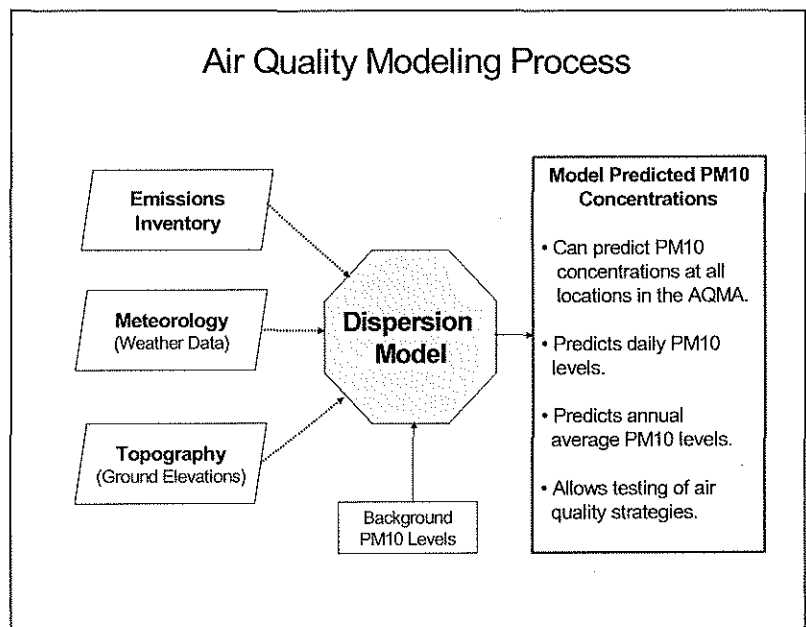 Air Quality Modeling Process
Emissions
Inventory
Meteorology
(Weather Data)
Topography
(Ground Elevations)
Dispersion
Model
Background
PM10 Levels
Model Predicted PM10
Concentrations
• Can predict PM10
concentrations at all
locations in the AQMA.
• Predicts daily PM10
levels.
• Predicts annual
average PM10 levels.
• Allows testing of air
quality strategies.